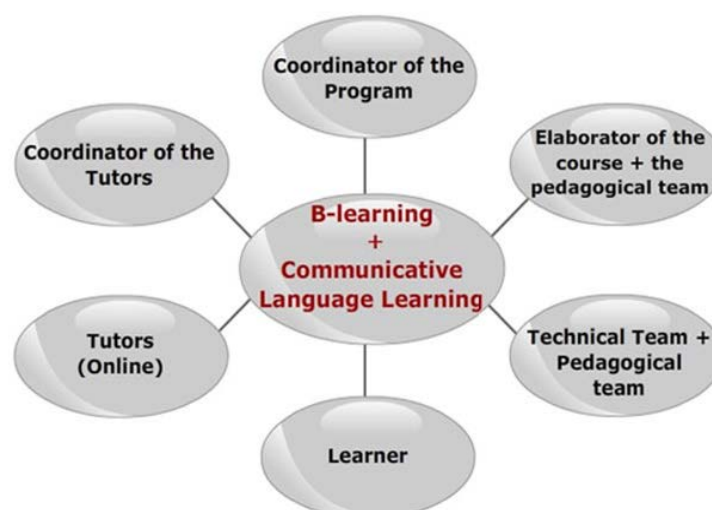 Coordinator of the
Program
Coordinator of the
Tutors
Elaborator of the
course + the
pedagogical team
B-learning
+
Communicative
Language Learning
Tutors
(Online)
Technical Team +
Pedagogical
team
Learner